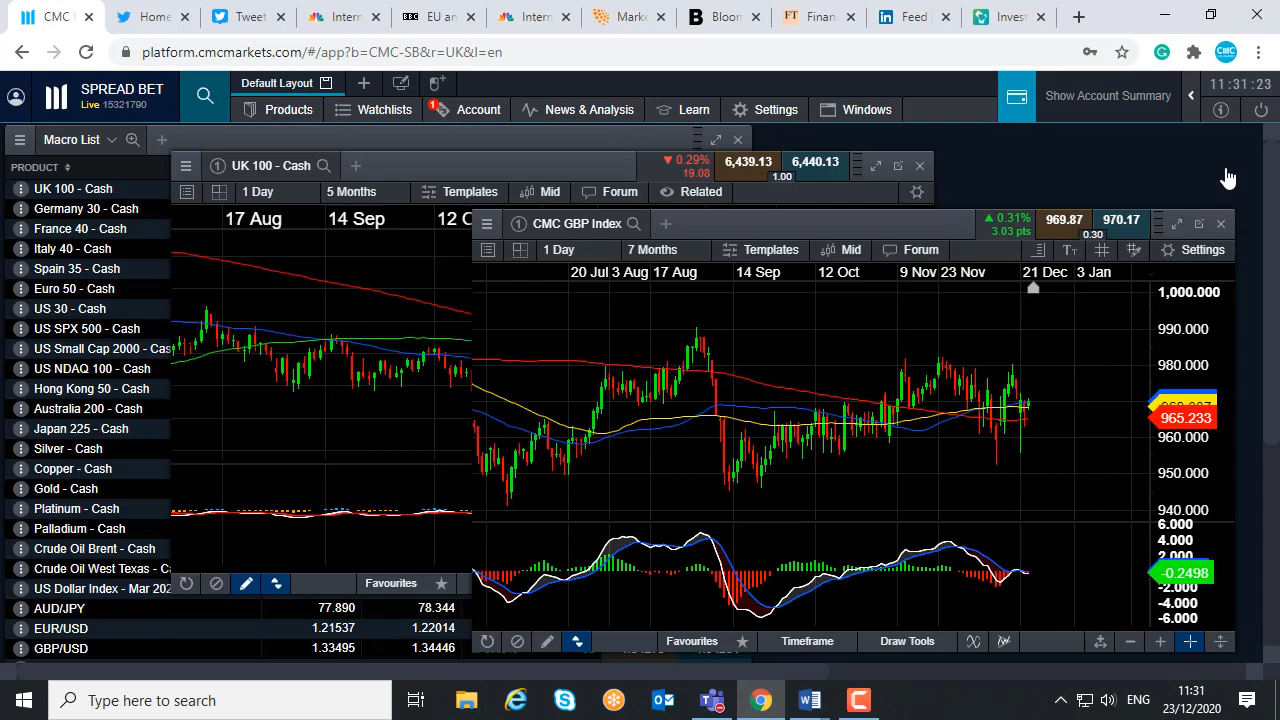 CMC
Home
Tweet
Intern
EU an
Intern
Marke
Bloo
Finan
Feed
Invest
platform.cmcmarkets.com/#/app?b=CMC-SB&r=UK&l=en
SPREAD BET
Live 15321790
Default Layout
Show Account Summary
11:31:23
Products
Watchlists
1
Account
News & Analysis
Learn
Settings
Windows
Macro List
PRODUCT
UK 100 - Cash
Germany 30 - Cash
France 40 - Cash
Italy 40 - Cash
Spain 35 - Cash
Euro 50 - Cash
US 30 - Cash
US SPX 500 - Cash
US Small Cap 2000 - Cas
US NDAQ 100 - Cash
Hong Kong 50 - Cash
Australia 200 - Cash
Japan 225 - Cash
Silver - Cash
Copper - Cash
Gold - Cash
Platinum - Cash
Palladium - Cash
Crude Oil Brent - Cash
Crude Oil West Texas - Ca
US Dollar Index - Mar 202
AUD/JPY 77.890 78.344
EUR/USD 1.21537 1.22014
GBP/USD 1.33495 1.34446
1 UK 100 - Cash
0.29%
19.08
6,439.13
6,440.13
1.00
1 Day
5 Months
Templates
Mid
Forum
Related
17 Aug
14 Sep
12 O
Favourites
1 CMC GBP Index
0.31%
3.03 pts
969.87
970.17
0.30
1 Day
7 Months
Templates
Mid
Forum
Settings
20 Jul
3 Aug
17 Aug
14 Sep
12 Oct
9 Nov
23 Nov
21 Dec
3 Jan
1,000.000
990.000
980.000
965.233
960.000
950.000
940.000
6.000
4.000
2.000
-0.2498
-2.000
-4.000
-6.000
Favourites
Timeframe
Draw Tools
Type here to search
ENG
11:31
23/12/2020